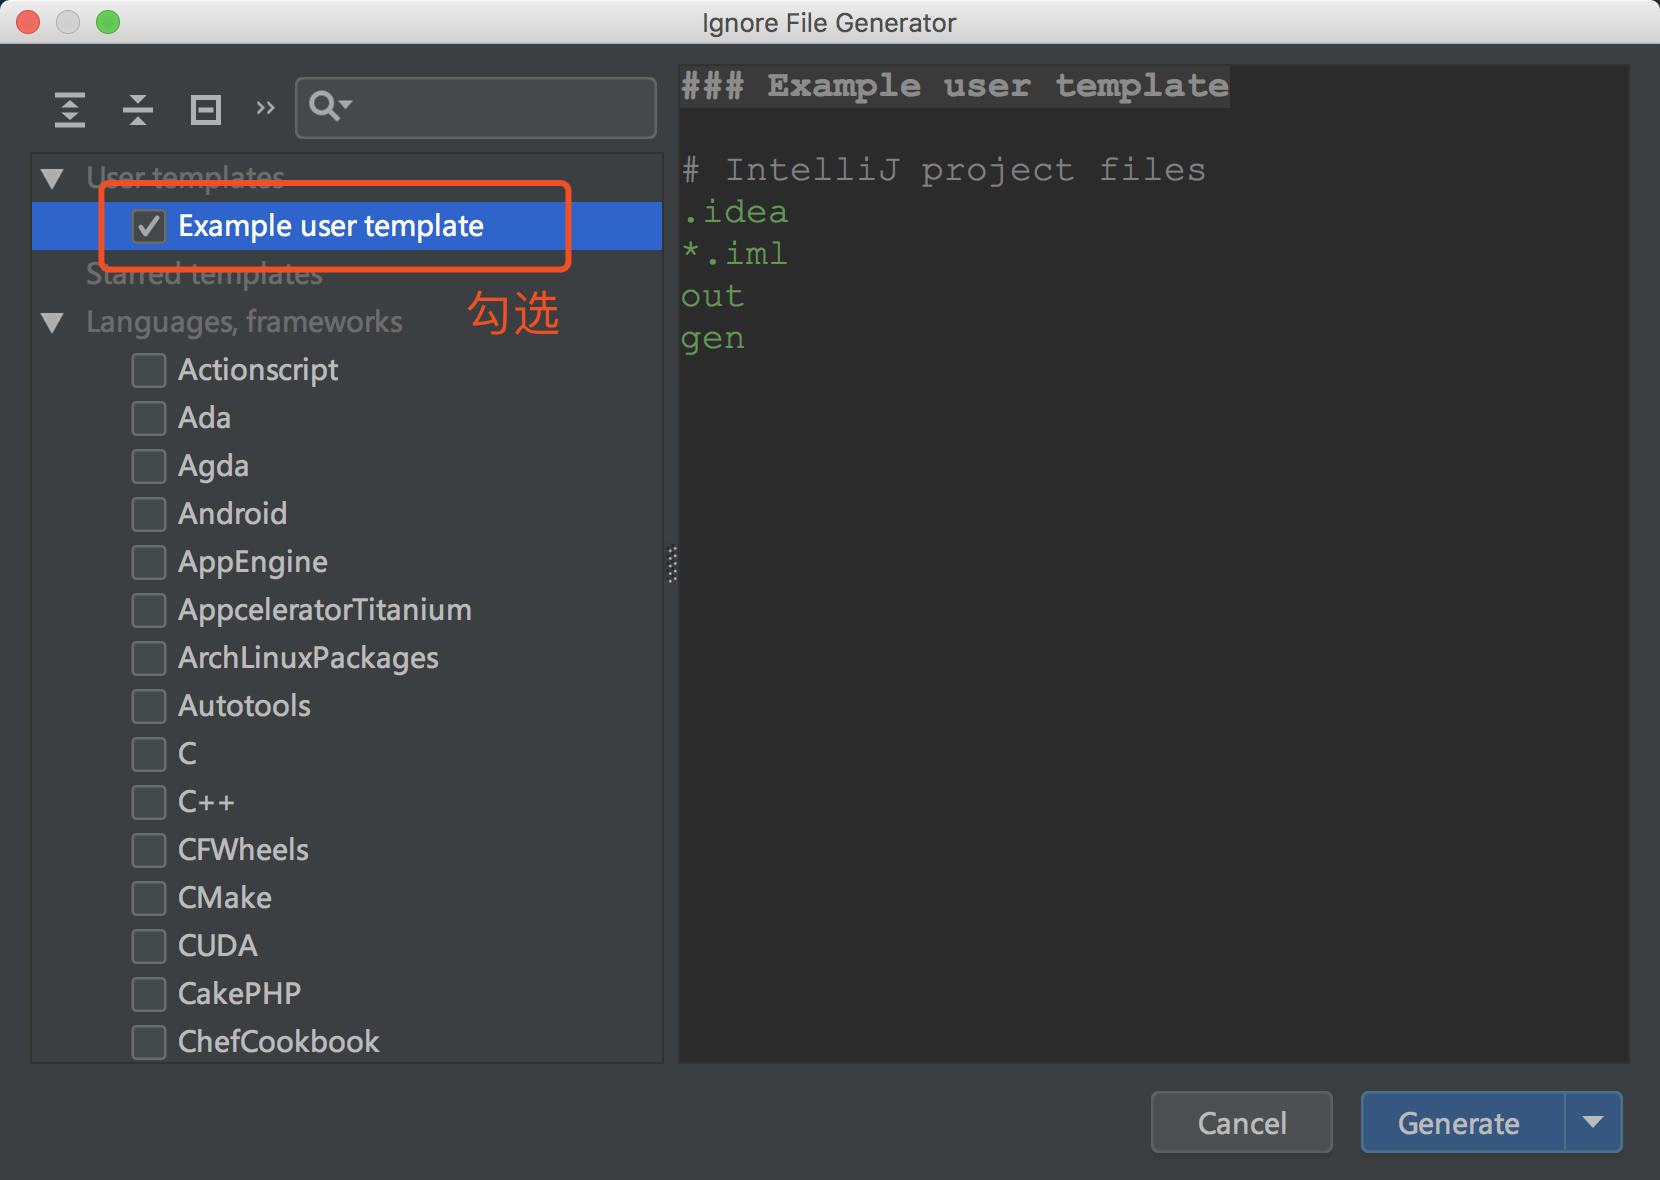 Ignore File Generator
User templates
Example user template
Starred templates
勾选
Languages, frameworks
Actionscript
Ada
Agda
Android
AppEngine
AppceleratorTitanium
ArchLinuxPackages
Autotools
C
C++
CFWheels
CMake
CUDA
CakePHP
ChefCookbook
### Example user template
# IntelliJ project files
.idea
*.iml
out
gen
Cancel
Generate